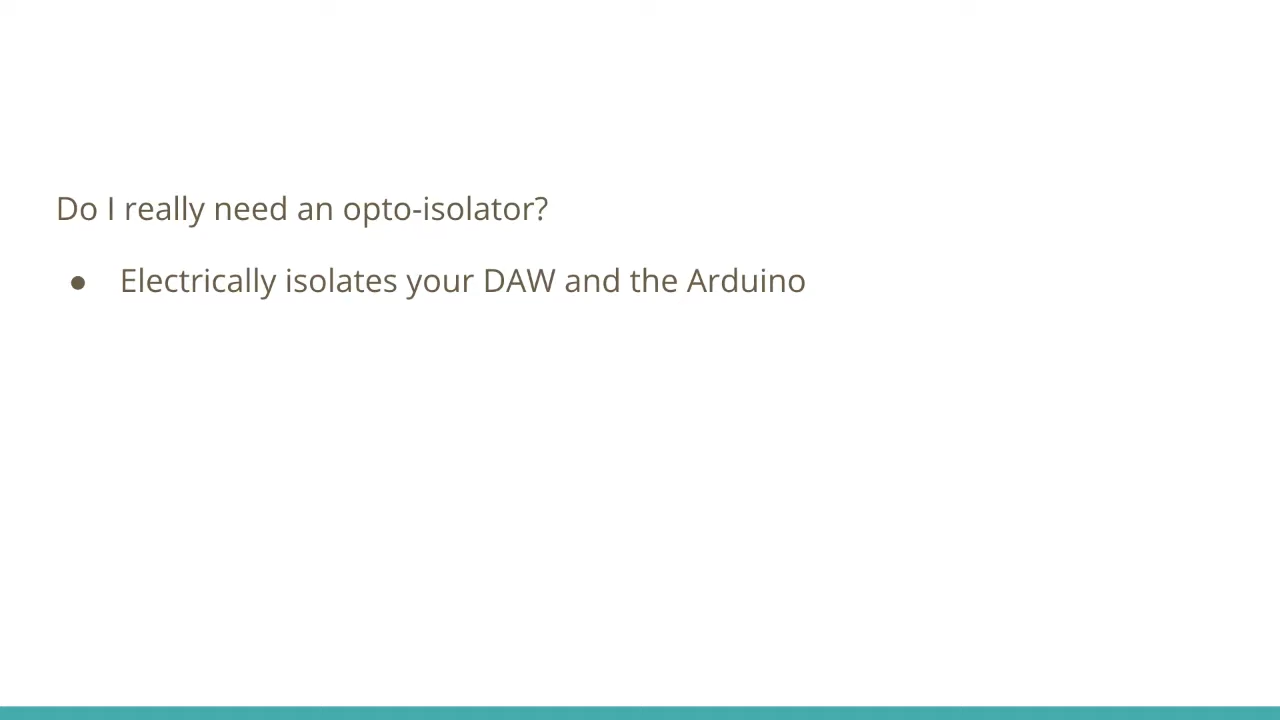 Do I really need an opto-isolator?
● Electrically isolates your DAW and the Arduino